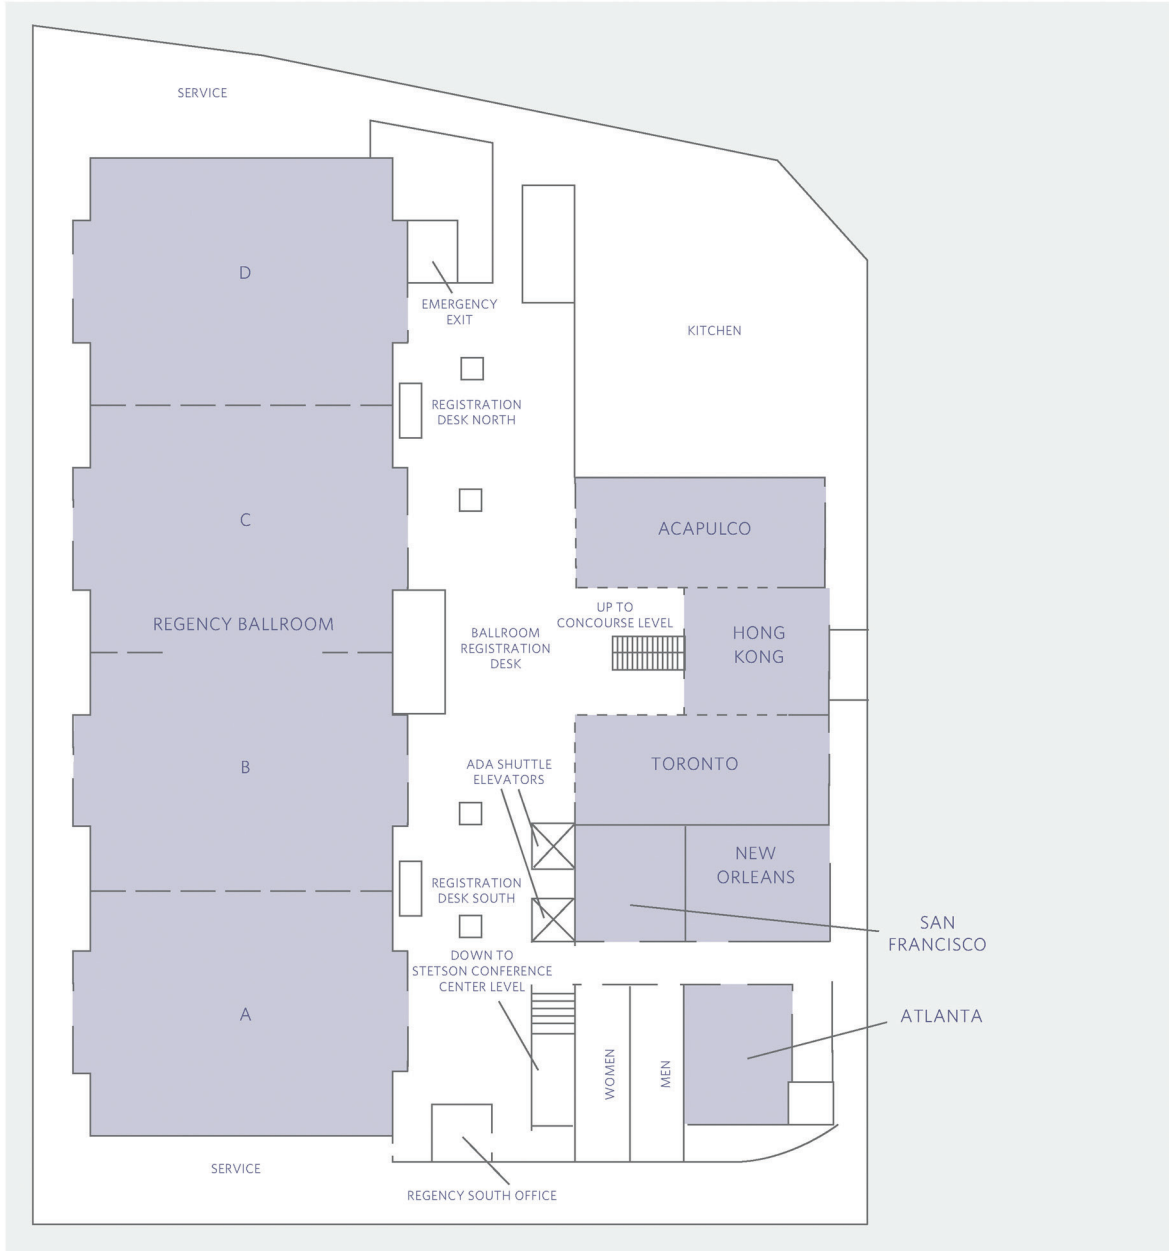 SERVICE
D
EMERGENCY
EXIT
KITCHEN
REGISTRATION
DESK NORTH
C
ACAPULCO
UP TO
CONCOURSE LEVEL
REGENCY BALLROOM
BALLROOM
REGISTRATION
DESK
HONG
KONG
B
ADA SHUTTLE
ELEVATORS
TORONTO
REGISTRATION
DESK SOUTH
NEW
ORLEANS
SAN
FRANCISCO
DOWN TO
STETSON CONFERENCE
CENTER LEVEL
A
ATLANTA
WOMEN
MEN
SERVICE
REGENCY SOUTH OFFICE